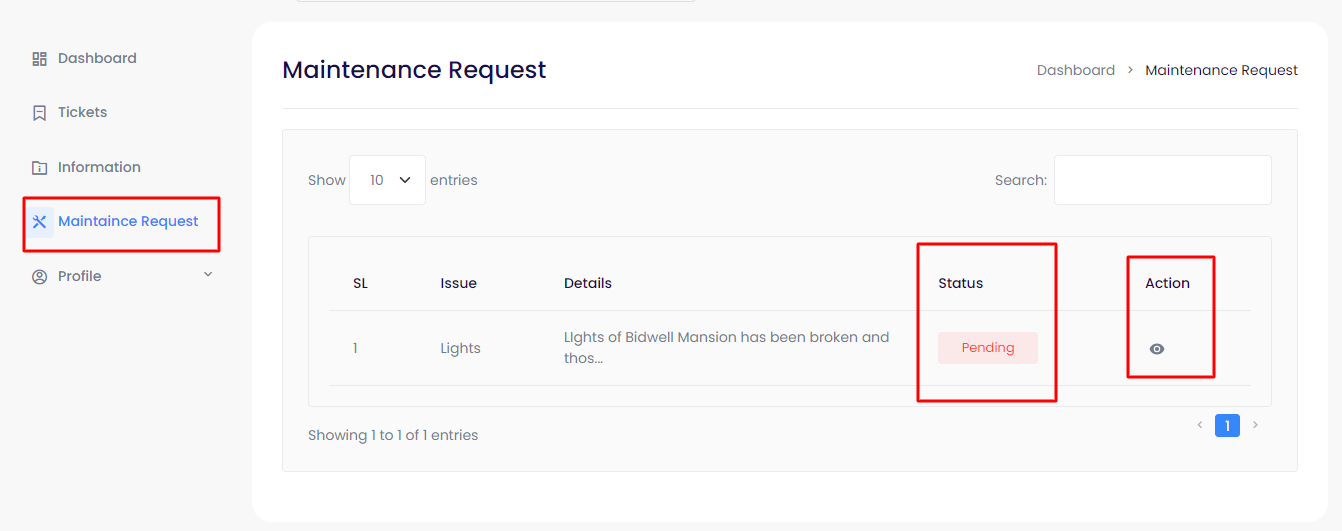 Dashboard
Tickets
Information
Maintaince Request
Profile
Maintenance Request
Dashboard > Maintenance Request
Show 10 entries
Search:
SL Issue Details Status Action
1 Lights LIghts of Bidwell Mansion has been broken and
thos... Pending
Showing 1 to 1 of 1 entries
< 1 >